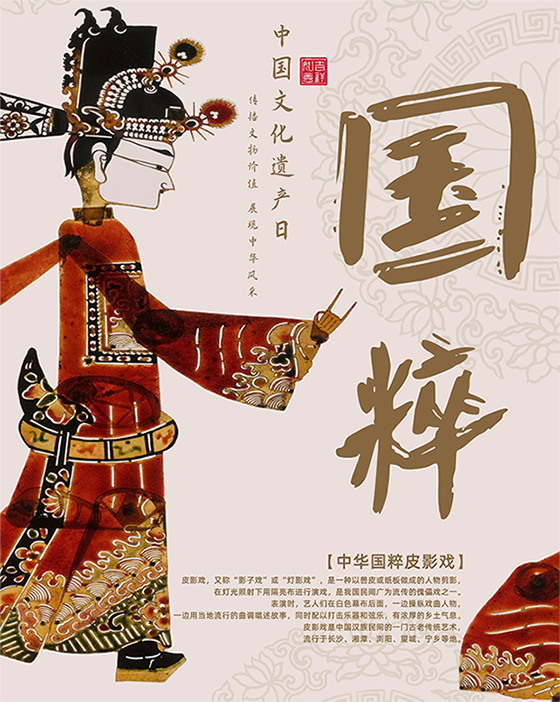 中国文化遗产日
吉祥
如意
传播文物价值 展现中华风采
国
粹
【中华国粹皮影戏】
皮影戏，又称“影子戏”或“灯影戏”，是一种以兽皮或纸板做成的人物剪影，
在灯光照射下用隔亮布进行演戏，是我国民间广为流传的傀儡戏之一。
表演时，艺人们在白色幕布后面，一边操纵戏曲人物，
一边用当地流行的曲调唱述故事，同时配以打击乐器和弦乐，有浓厚的乡土气息。
皮影戏是中国汉族民间的一门古老传统艺术，
流行于长沙、湘潭、浏阳、望城、宁乡等地。